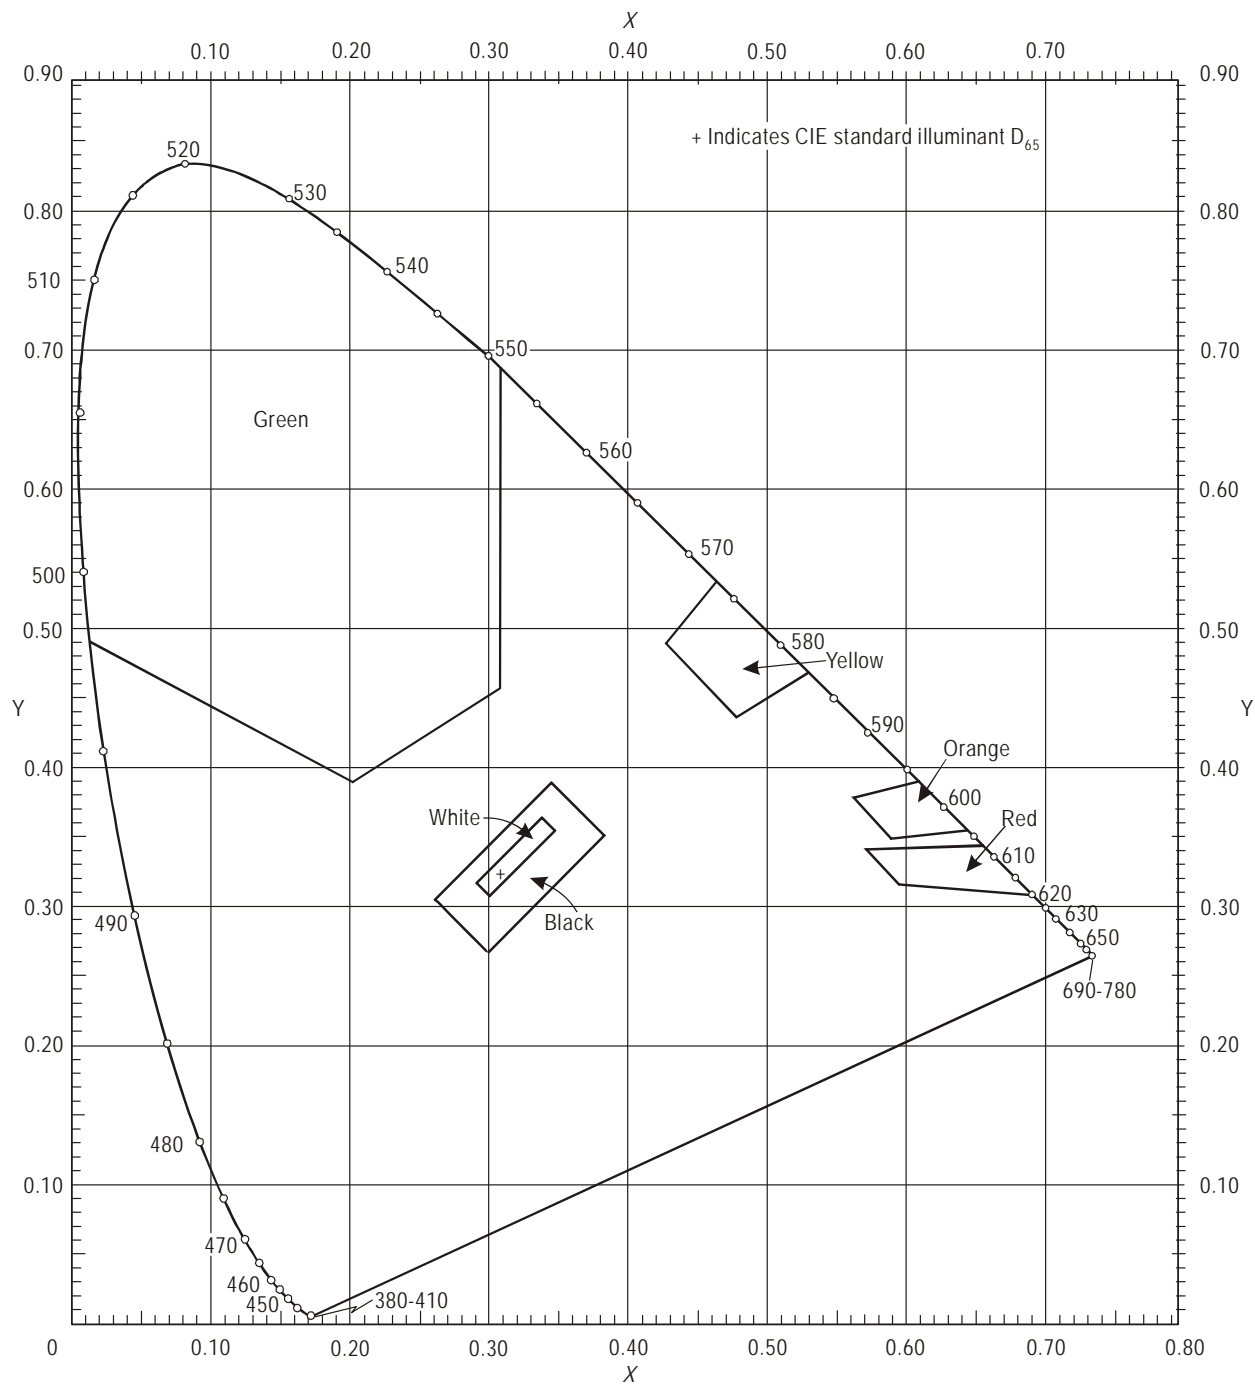 X
0.10 0.20 0.30 0.40 0.50 0.60 0.70
0.90 0.90
+ Indicates CIE standard illuminant D65
520
530
0.80 0.80
540
510
550
0.70 0.70
Green
560
0.60 0.60
570
500
0.50 0.50
580
Yellow
Y Y
590
Orange
0.40 0.40
600
White Red
610
620
0.30 0.30
630
490 Black
650
690-780
0.20 0.20
480
0.10 0.10
470
460
450 380-410
0 0.10 0.20 0.30 0.40 0.50 0.60 0.70 0.80
X